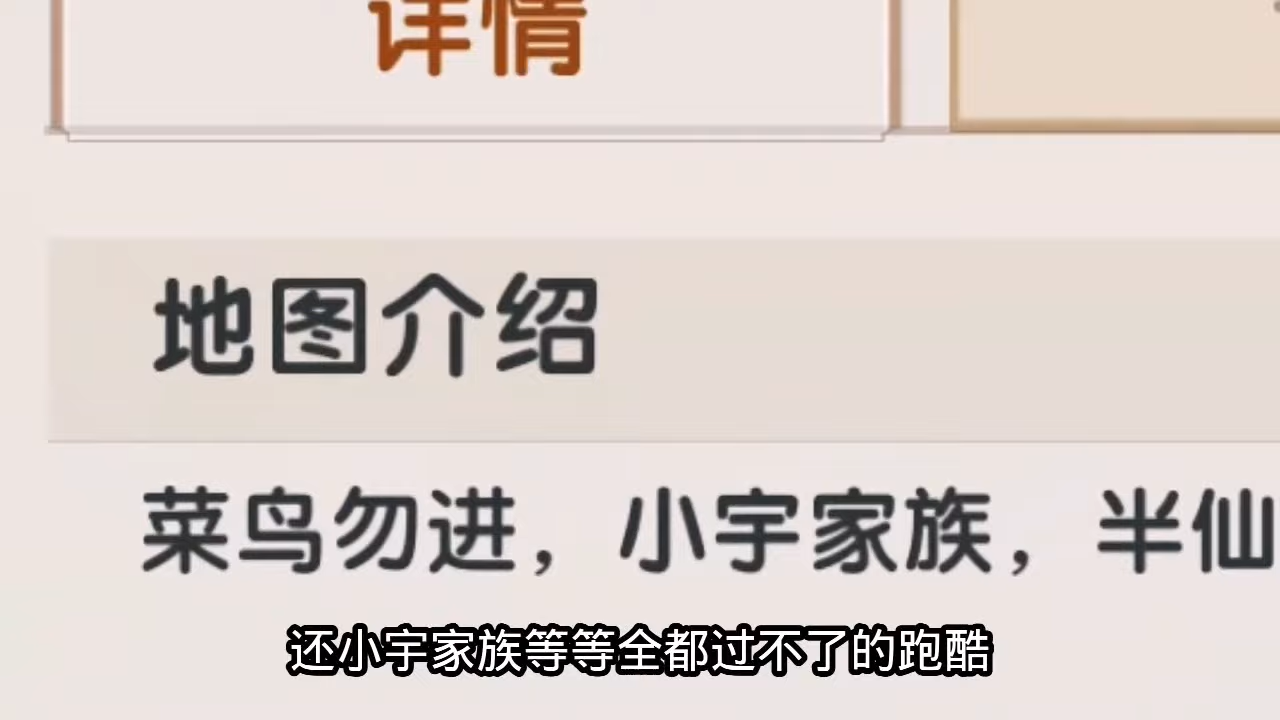 详情
地图介绍
菜鸟勿进，小宇家族，半仙
还小宇家族等等全都过不了的跑酷